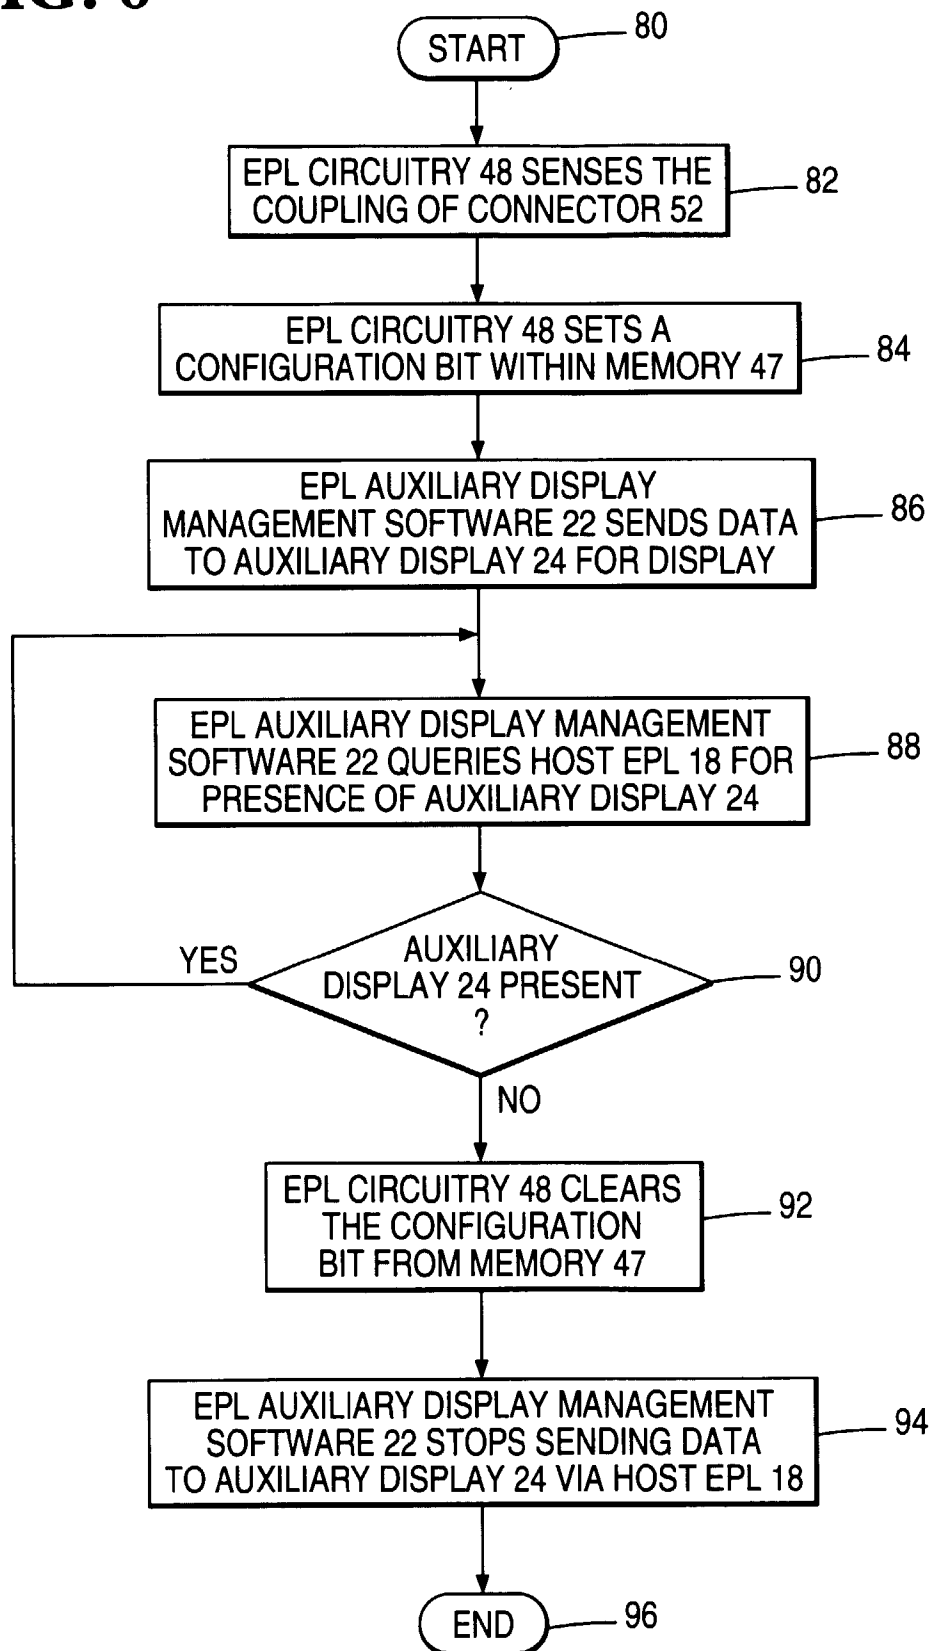 START
80
EPL CIRCUITRY 48 SENSES THE
COUPLING OF CONNECTOR 52
82
EPL CIRCUITRY 48 SETS A
CONFIGURATION BIT WITHIN MEMORY 47
84
EPL AUXILIARY DISPLAY
MANAGEMENT SOFTWARE 22 SENDS DATA
TO AUXILIARY DISPLAY 24 FOR DISPLAY
86
EPL AUXILIARY DISPLAY MANAGEMENT
SOFTWARE 22 QUERIES HOST EPL 18 FOR
PRESENCE OF AUXILIARY DISPLAY 24
88
YES
AUXILIARY
DISPLAY 24 PRESENT
?
90
NO
EPL CIRCUITRY 48 CLEARS
THE CONFIGURATION
BIT FROM MEMORY 47
92
EPL AUXILIARY DISPLAY MANAGEMENT
SOFTWARE 22 STOPS SENDING DATA
TO AUXILIARY DISPLAY 24 VIA HOST EPL 18
94
END
96